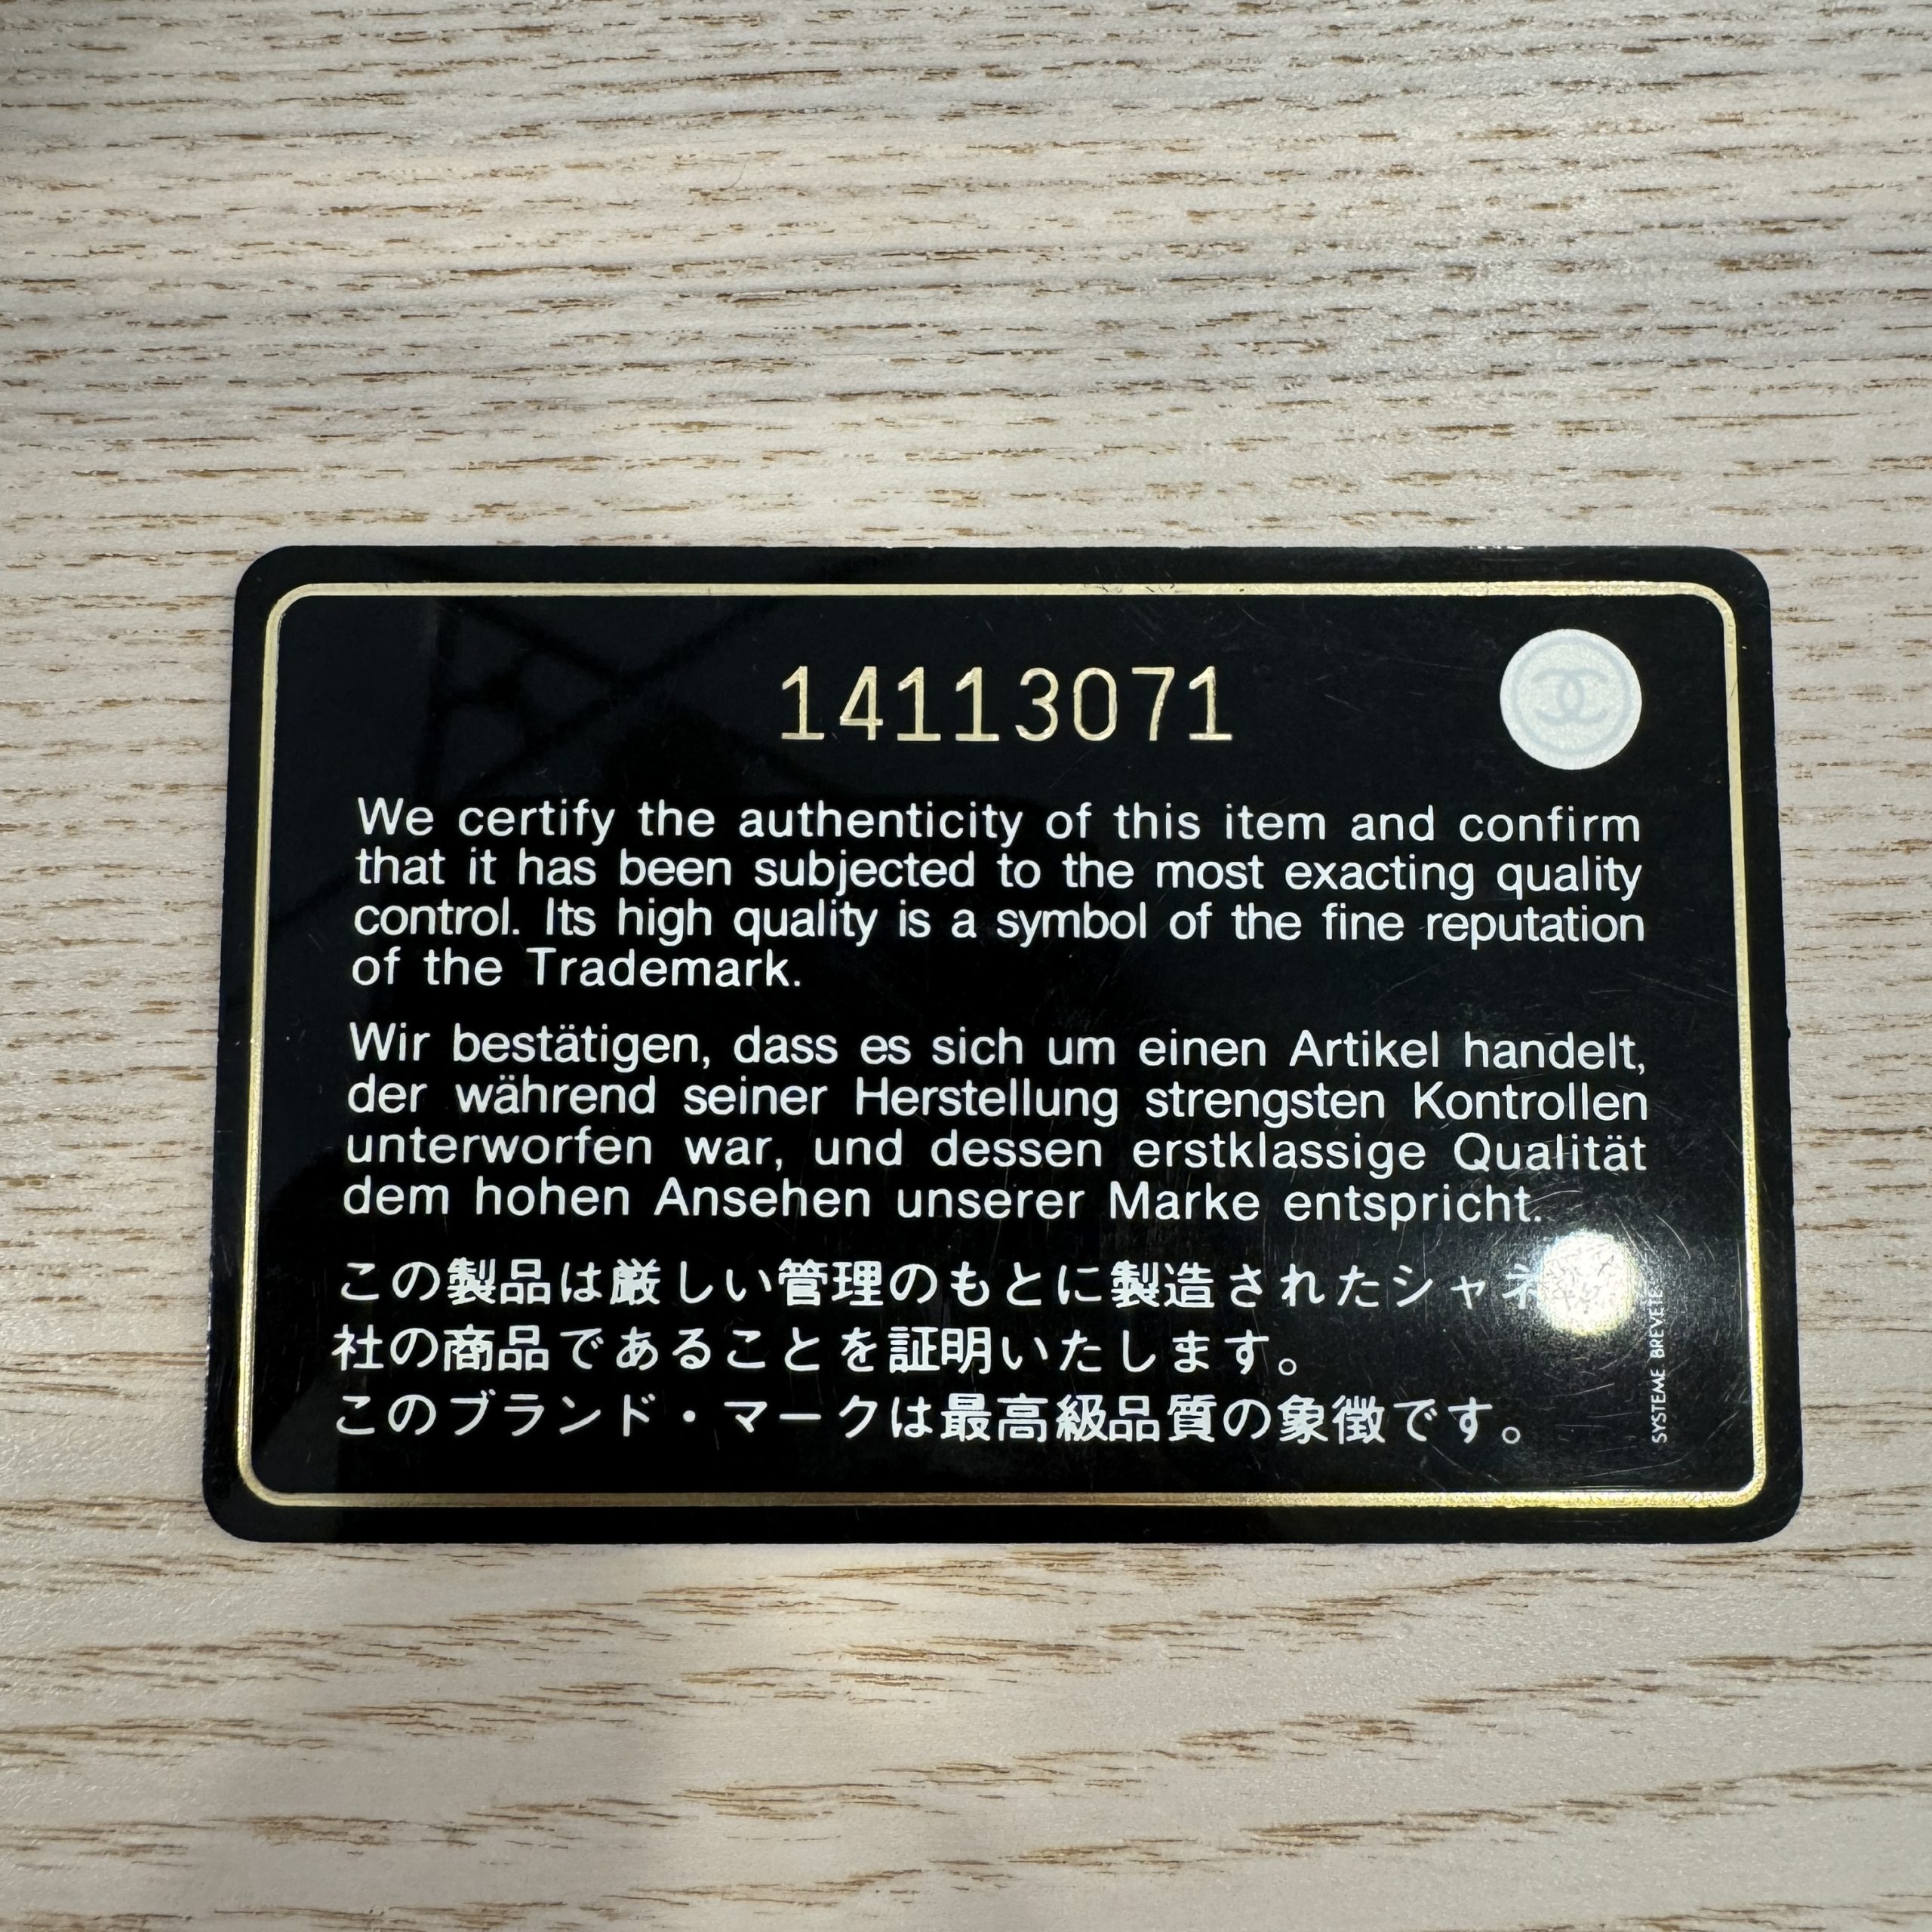 14113071
We certify the authenticity of this item and confirm
that it has been subjected to the most exacting quality
control. Its high quality is a symbol of the fine reputation
of the Trademark.
Wir bestätigen, dass es sich um einen Artikel handelt,
der während seiner Herstellung strengsten Kontrollen
unterworfen war, und dessen erstklassige Qualität
dem hohen Ansehen unserer Marke entspricht.
この製品は厳しい管理のもとに製造されたシャネ
社の商品であることを証明いたします。
このブランド・マークは最高級品質の象徴です。
SYSTEME BREVETE